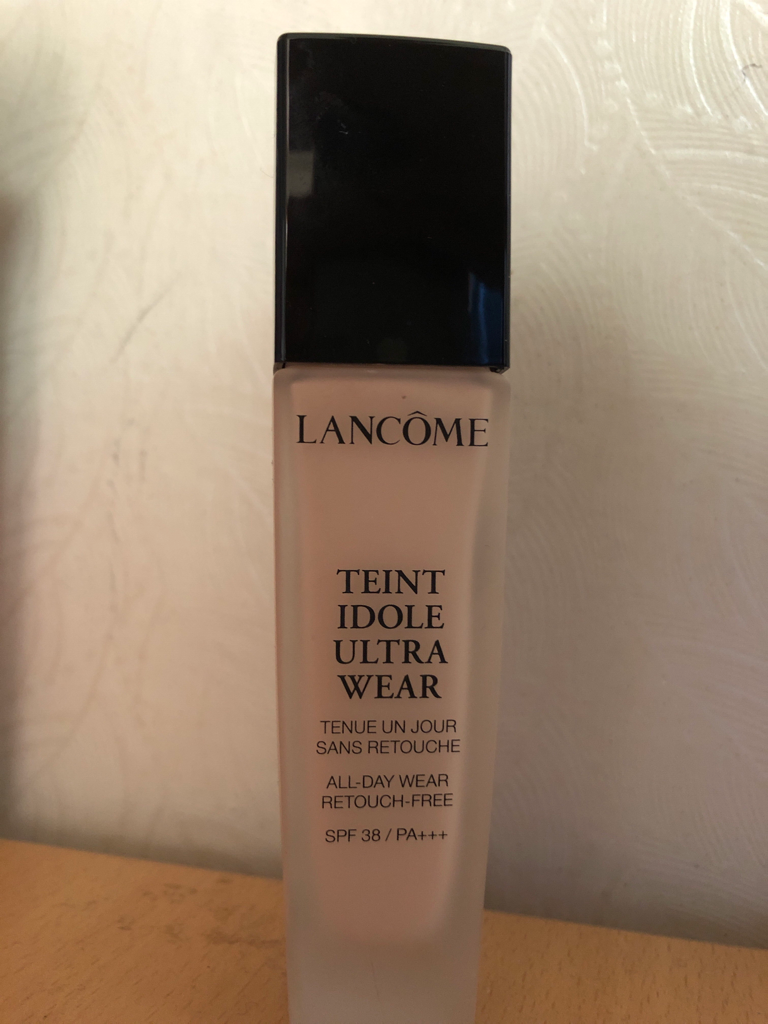 LANCÔME
TEINT
IDOLE
ULTRA
WEAR
TENUE UN JOUR
SANS RETOUCHE
ALL-DAY WEAR
RETOUCH-FREE
SPF 38 / PA+++